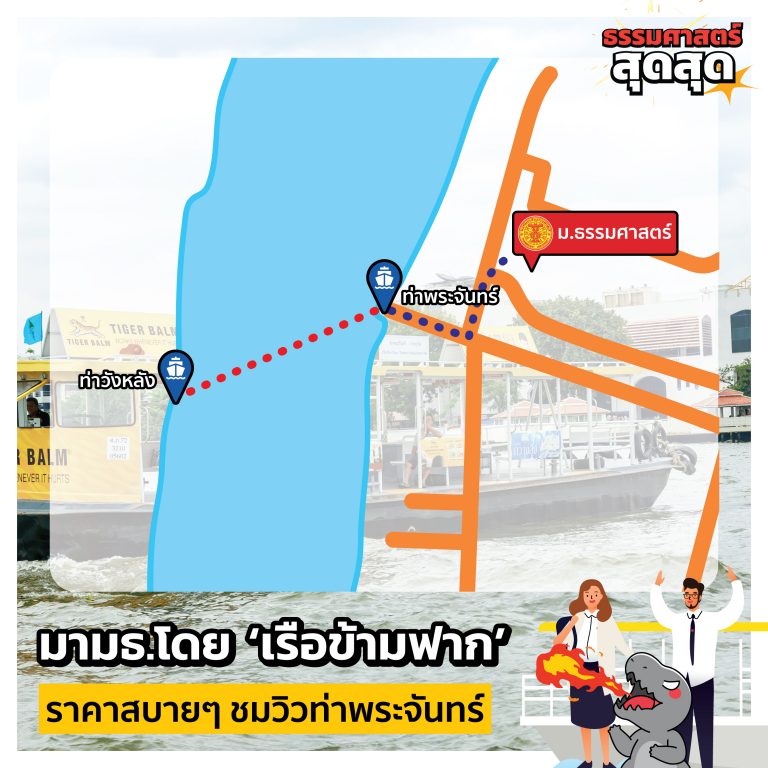 ธรรมศาสตร์
สุดสุด
ม.ธรรมศาสตร์
ท่าพระจันทร์
TIGER BALM
TIGER BALM
ท่าวังหลัง
R BALM
NEVER IT HURTS
มามธ.โดย ‘เรือข้ามฟาก’
ราคาสบายๆ ชมวิวท่าพระจันทร์